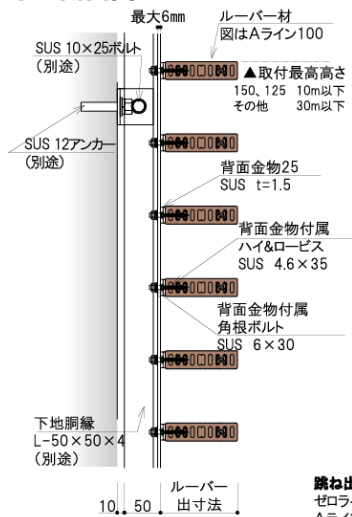 最大6mm
ルーバー材
図はAライン100
SUS 10×25ボルト
(別途)
▲取付最高高さ
150、125 10m以下
その他 30m以下
SUS 12アンカー
(別途)
背面金物25
SUS t=1.5
背面金物付属
ハイ&ロービス
SUS 4.6×35
背面金物付属
角根ボルト
SUS 6×30
下地胴縁
L-50×50×4
(別途)
ルーバー
10 50 出寸法
跳ね出
ゼロライ